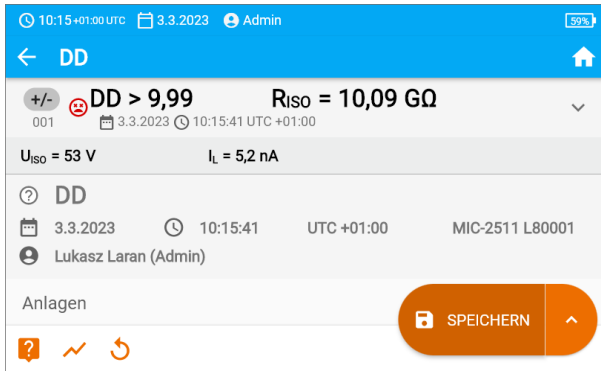 10:15 +01:00 UTC 3.3.2023 Admin 59%
DD
+/- DD > 9,99 RISO = 10,09 GΩ
001 3.3.2023 10:15:41 UTC +01:00
UISO = 53 V IL = 5,2 nA
? DD
3.3.2023 10:15:41 UTC +01:00 MIC-2511 L80001
Lukasz Laran (Admin)
Anlagen
SPEICHERN
?